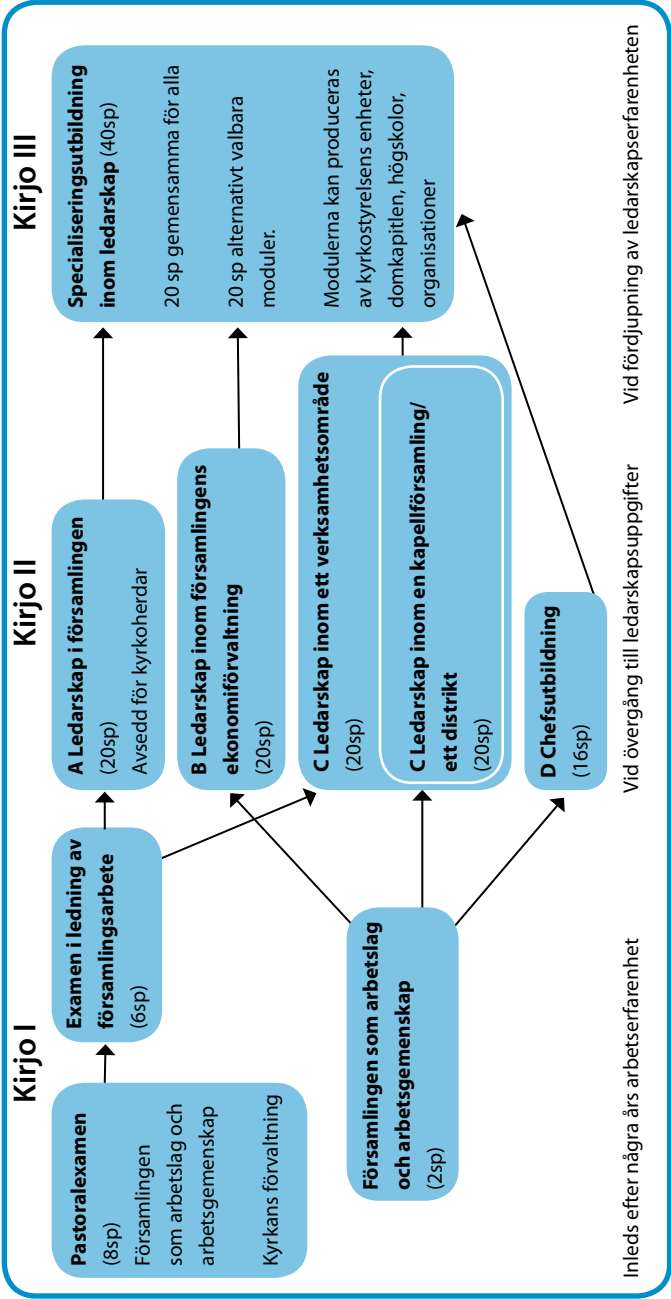 Kirjo I
Pastoralexamen
(8sp)
Församlingen
som arbetslag och
arbetsgemenskap
Kyrkans förvaltning
Examen i ledning av
församlingsarbete
(6sp)
Församlingen som arbetslag
och arbetsgemenskap
(2sp)
Inleds efter några års arbetserfarenhet
Kirjo II
A Ledarskap i församlingen
(20sp)
Avsedd för kyrkoherdar
B Ledarskap inom församlingens
ekonomiförvaltning
(20sp)
C Ledarskap inom ett verksamhetsområde
(20sp)
C Ledarskap inom en kapellförsamling/
ett distrikt
(20sp)
D Chefsutbildning
(16sp)
Vid övergång till ledarskapsuppgifter
Kirjo III
Specialiseringsutbildning
inom ledarskap (40sp)
20 sp gemensamma för alla
20 sp alternativt valbara
moduler.
Modulerna kan produceras
av kyrkostyrelsens enheter,
domkapitlen, högskolor,
organisationer
Vid fördjupning av ledarskapserfarenheten